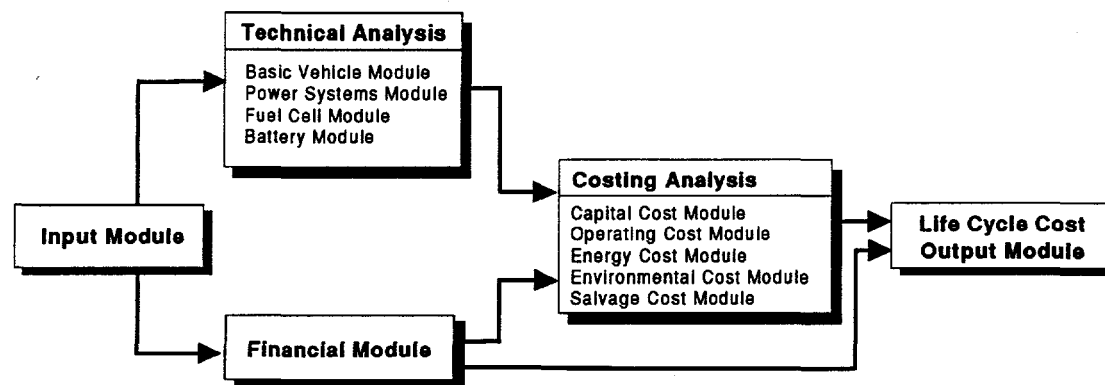 Technical Analysis
Basic Vehicle Module
Power Systems Module
Fuel Cell Module
Battery Module
Input Module
Financial Module
Costing Analysis
Capital Cost Module
Operating Cost Module
Energy Cost Module
Environmental Cost Module
Salvage Cost Module
Life Cycle Cost
Output Module